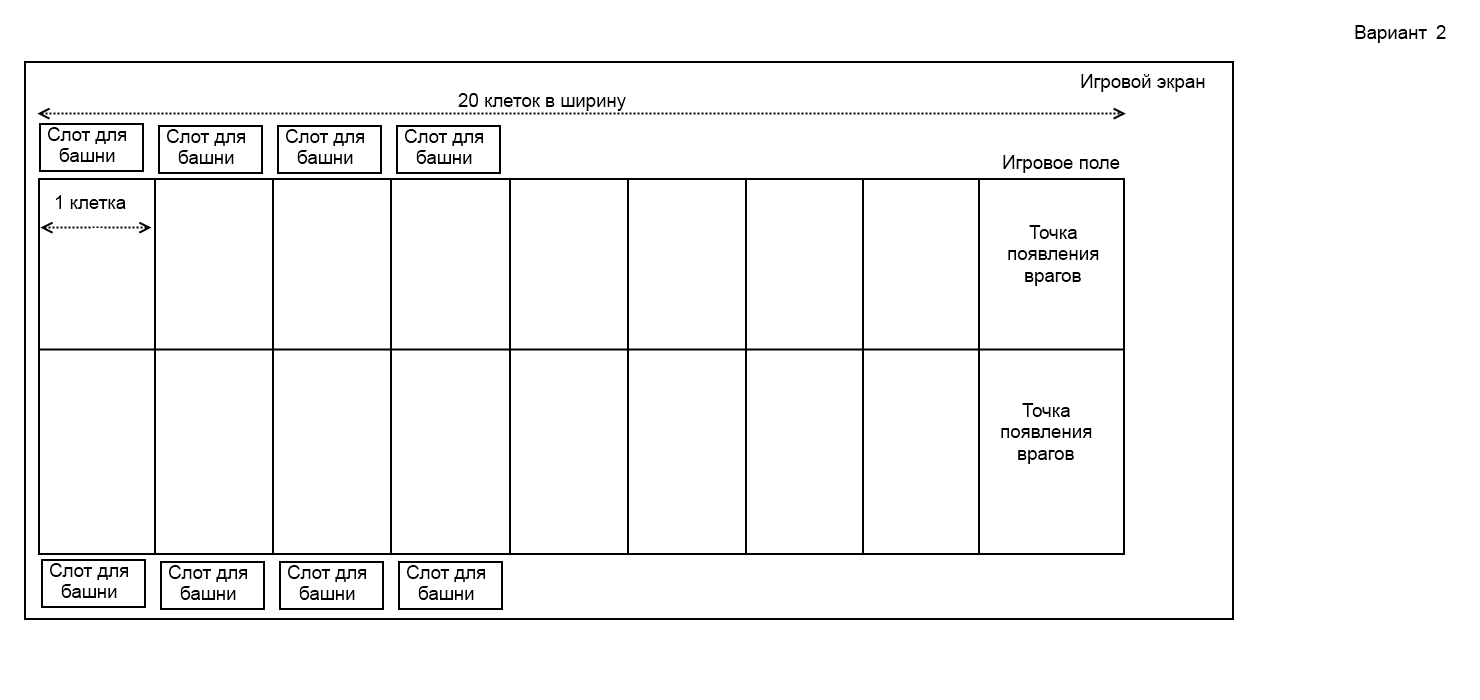 Вариант 2
Игровой экран
20 клеток в ширину
Слот для
башни
Слот для
башни
Слот для
башни
Слот для
башни
Игровое поле
1 клетка
Точка
появления
врагов
Точка
появления
врагов
Слот для
башни
Слот для
башни
Слот для
башни
Слот для
башни